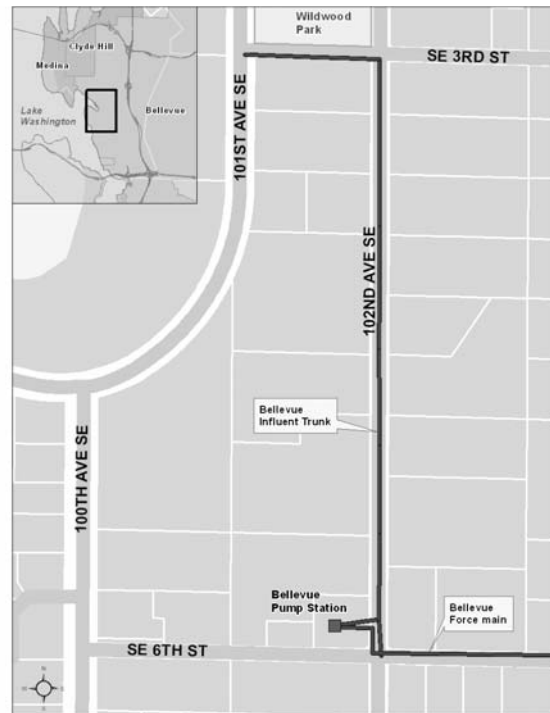 Wildwood
Park
Clyde Hill
Medina
Lake
Washington
Bellevue
SE 3RD ST
101ST AVE SE
102ND AVE SE
Bellevue
Influent Trunk
100TH AVE SE
Bellevue
Pump Station
Bellevue
Force main
SE 6TH ST
N